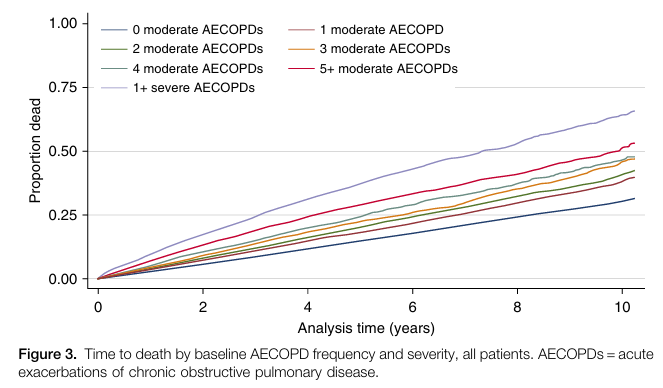 1.00
0.75
0.50
0.25
0.00
Proportion dead
0 moderate AECOPDs
1 moderate AECOPD
2 moderate AECOPDs
3 moderate AECOPDs
4 moderate AECOPDs
5+ moderate AECOPDs
1+ severe AECOPDs
0 2 4 6 8 10
Analysis time (years)
Figure 3. Time to death by baseline AECOPD frequency and severity, all patients. AECOPDs = acute
exacerbations of chronic obstructive pulmonary disease.